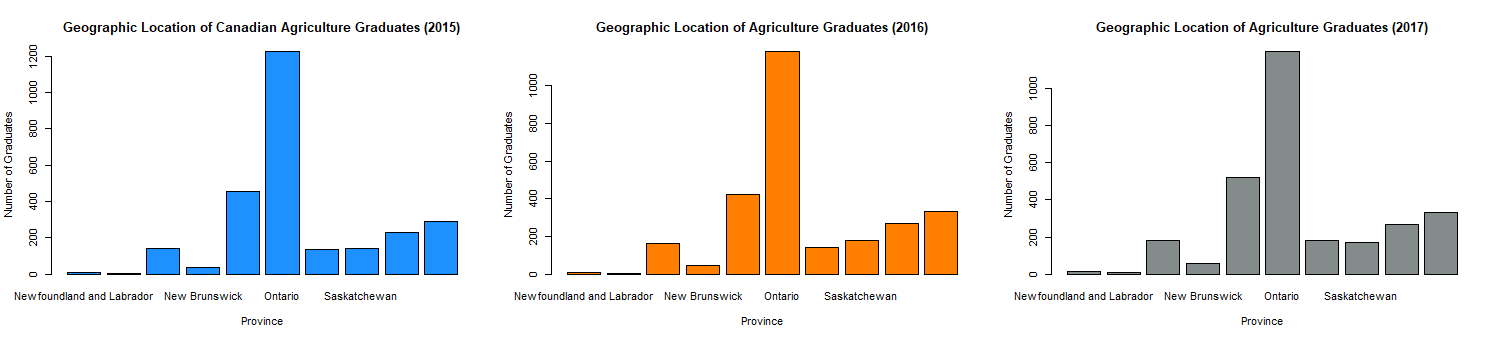 Geographic Location of Canadian Agriculture Graduates (2015)
Number of Graduates
0 200 400 600 800 1000 1200
Newfoundland and Labrador New Brunswick Ontario Saskatchewan
Province
Geographic Location of Agriculture Graduates (2016)
Number of Graduates
0 200 400 600 800 1000
Newfoundland and Labrador New Brunswick Ontario Saskatchewan
Province
Geographic Location of Agriculture Graduates (2017)
Number of Graduates
0 200 400 600 800 1000
Newfoundland and Labrador New Brunswick Ontario Saskatchewan
Province